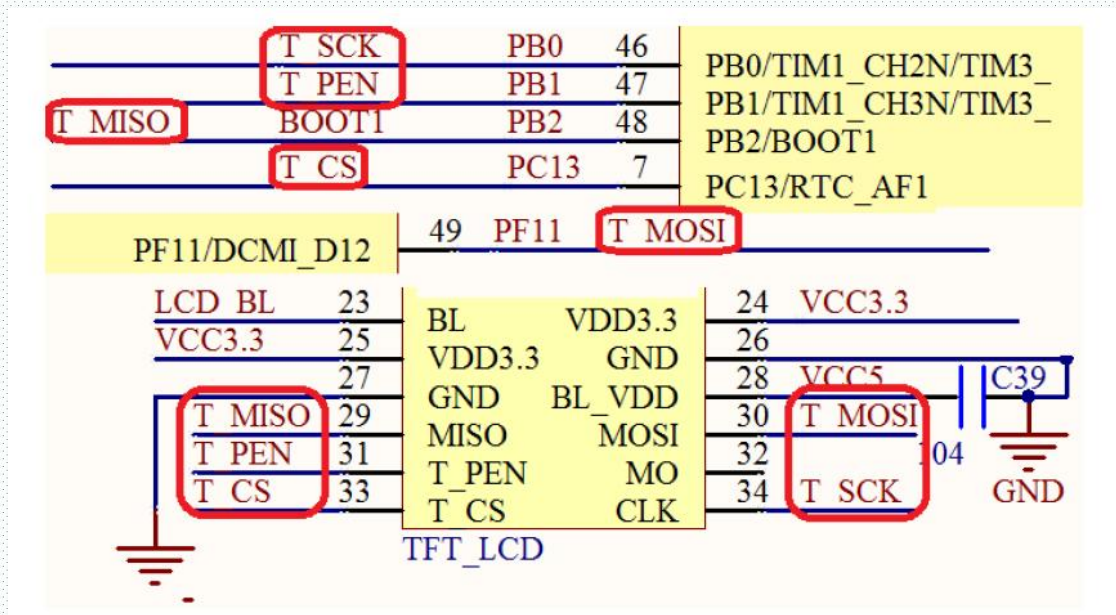 T_SCK PB0 46 PB0/TIM1_CH2N/TIM3_
T_PEN PB1 47 PB1/TIM1_CH3N/TIM3_
T_MISO BOOT1 PB2 48 PB2/BOOT1
T_CS PC13 7 PC13/RTC_AF1
PF11/DCMI_D12 49 PF11 T_MOSI
LCD_BL 23 BL VDD3.3 24 VCC3.3
VCC3.3 25 VDD3.3 GND 26
27 GND BL_VDD 28 VCC5 C39
T_MISO 29 MISO MOSI 30 T_MOSI
T_PEN 31 T_PEN MO 32 104
T_CS 33 T_CS CLK 34 T_SCK GND
TFT_LCD